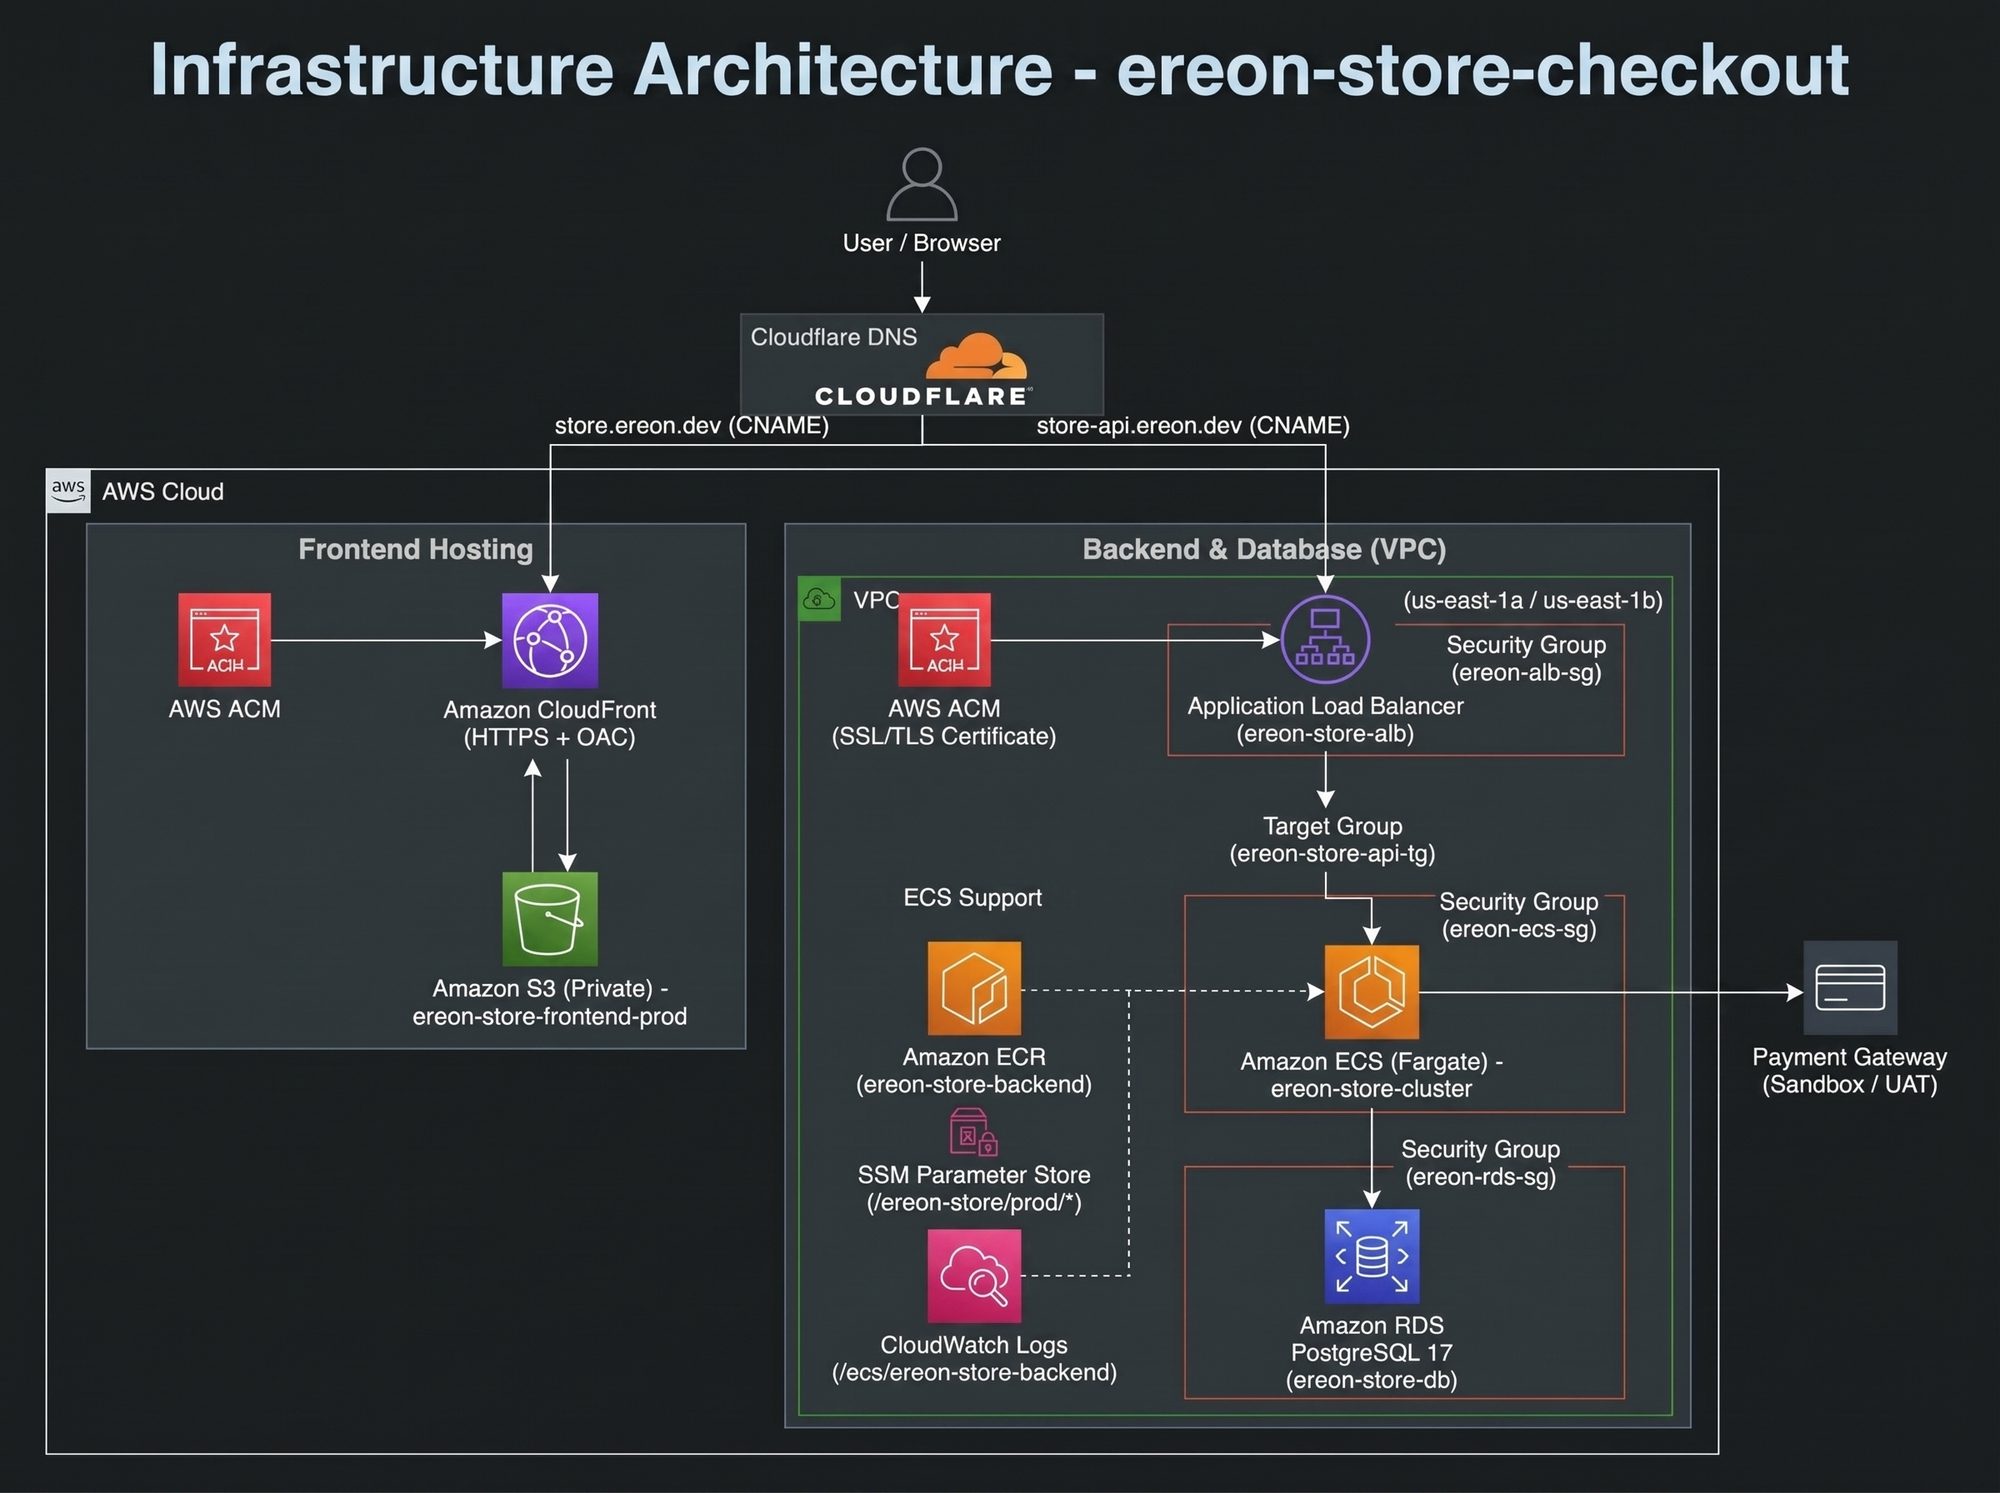 Infrastructure Architecture - ereon-store-checkout
User / Browser
Cloudflare DNS
CLOUDFLARE
store.ereon.dev (CNAME)
store-api.ereon.dev (CNAME)
aws
AWS Cloud
Frontend Hosting
AWS ACM
Amazon CloudFront
(HTTPS + OAC)
Amazon S3 (Private) -
ereon-store-frontend-prod
Backend & Database (VPC)
VPC
(us-east-1a / us-east-1b)
AWS ACM
(SSL/TLS Certificate)
Security Group
(ereon-alb-sg)
Application Load Balancer
(ereon-store-alb)
Target Group
(ereon-store-api-tg)
ECS Support
Security Group
(ereon-ecs-sg)
Amazon ECR
(ereon-store-backend)
Amazon ECS (Fargate) -
ereon-store-cluster
Payment Gateway
(Sandbox / UAT)
SSM Parameter Store
(/ereon-store/prod/*)
Security Group
(ereon-rds-sg)
CloudWatch Logs
(/ecs/ereon-store-backend)
Amazon RDS
PostgreSQL 17
(ereon-store-db)